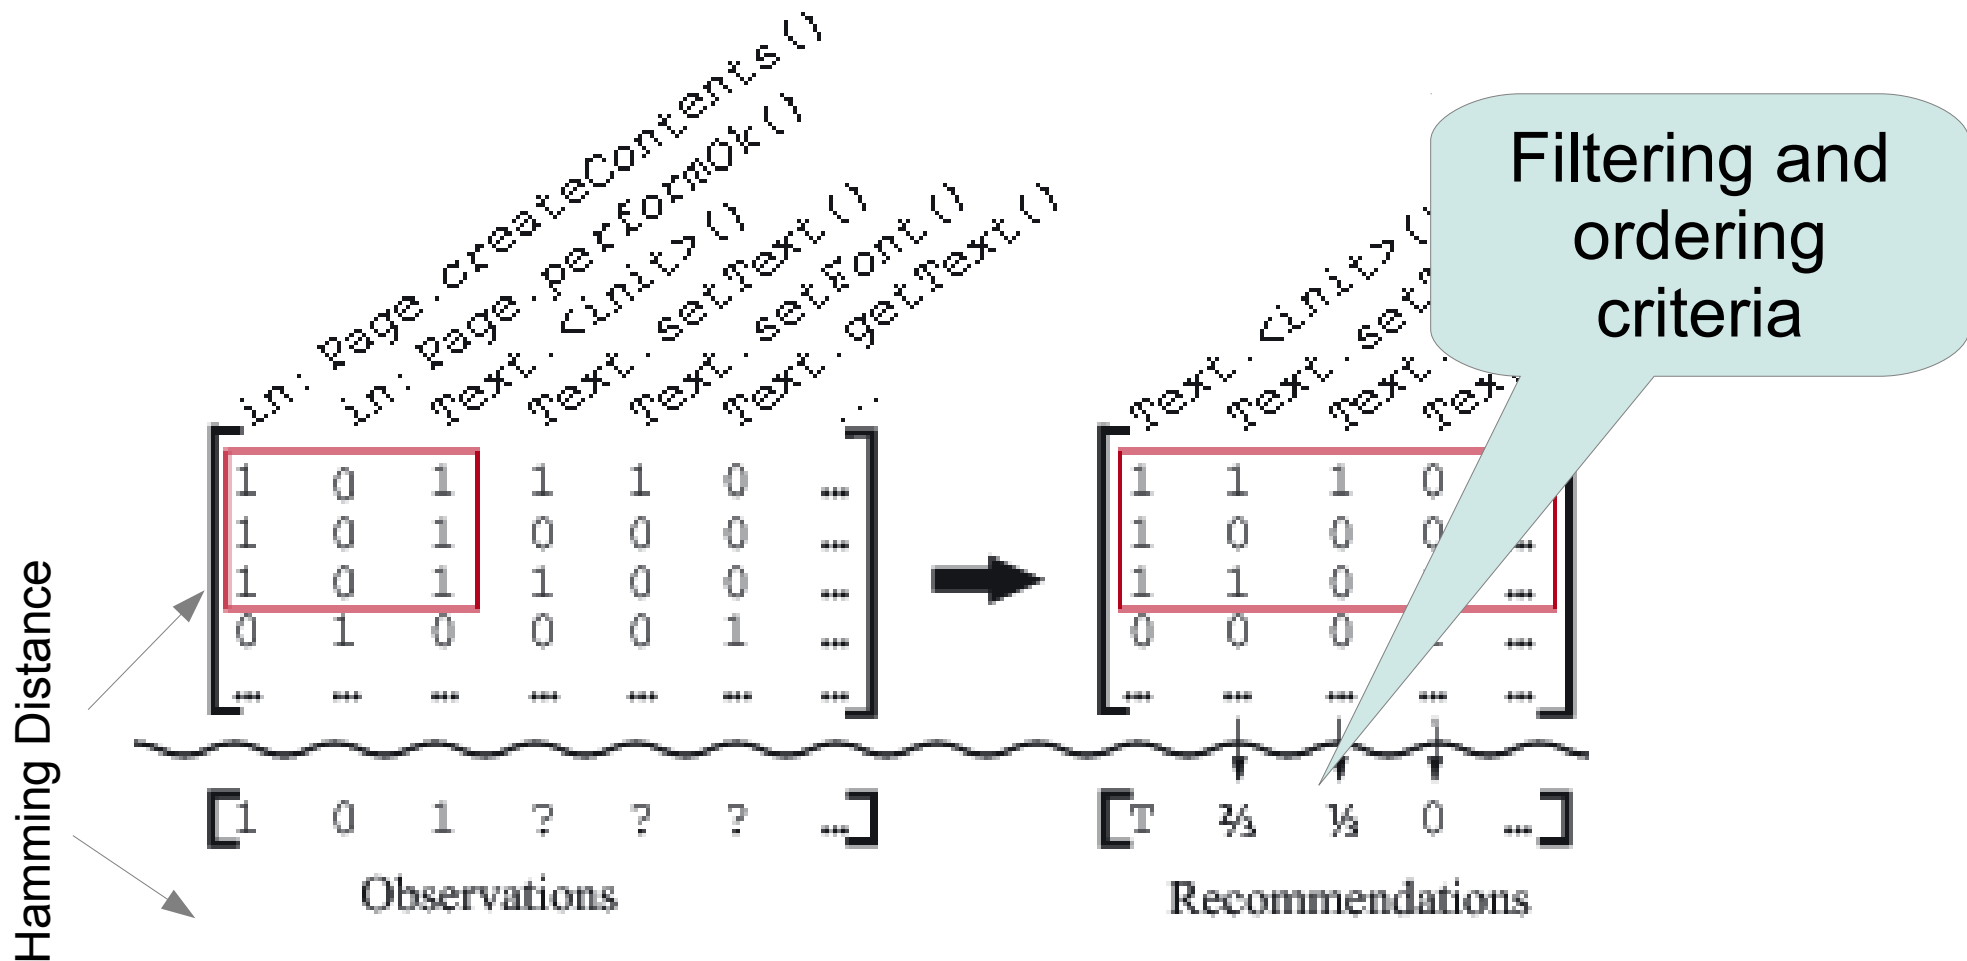 in: Page.createContents()
in: Page.performOk()
Text.<init>()
Text.setText()
Text.setFont()
Text.getText()
...
1 0 1 1 1 0 ...
1 0 1 0 0 0 ...
1 0 1 1 0 0 ...
0 1 0 0 0 1 ...
... ... ... ... ... ... ...
1 0 1 ? ? ? ...
Observations
Hamming Distance
Text.<init>()
Text.set
Text.
Text
1 1 1 0
1 0 0 0 ...
1 1 0 ...
0 0 0 ...
... ... ... ... ...
T ⅔ ⅓ 0 ...
Recommendations
Filtering and
ordering
criteria